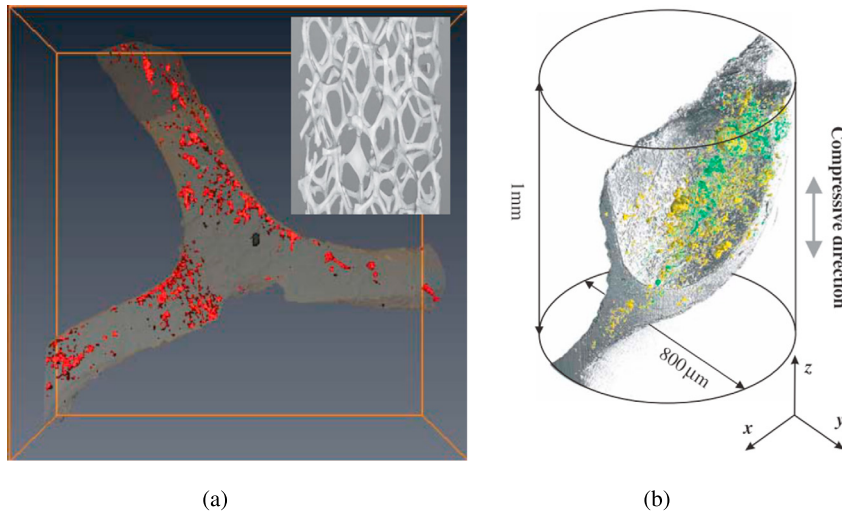 1mm
800 µm
Compressive direction
z
x
y
(a)
(b)